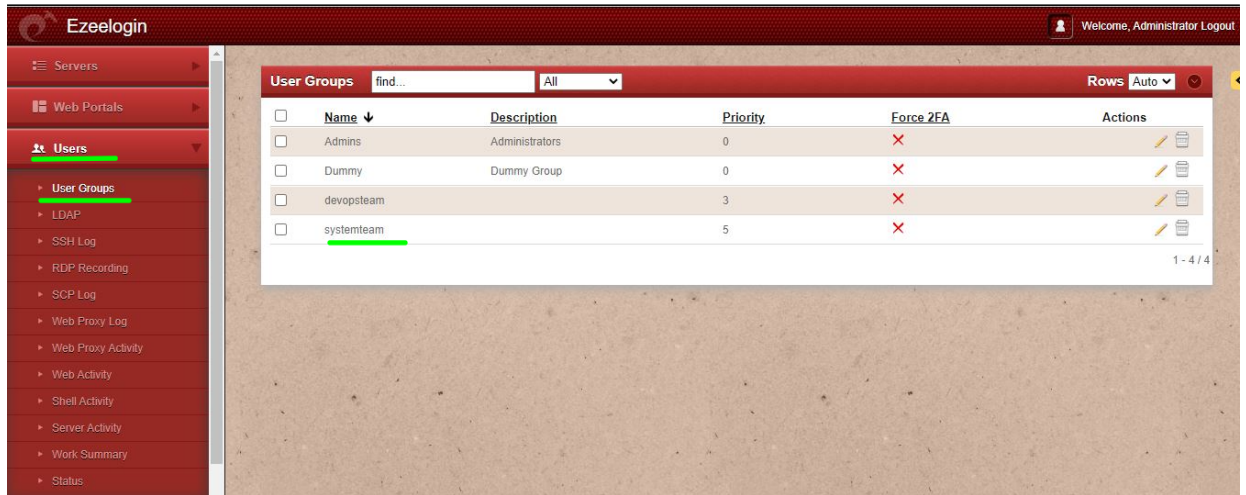 Ezeelogin
Welcome, Administrator Logout
Servers
Web Portals
Users
User Groups
LDAP
SSH Log
RDP Recording
SCP Log
Web Proxy Log
Web Proxy Activity
Web Activity
Shell Activity
Server Activity
Work Summary
Status
User Groups find... All Rows Auto
Name Description Priority Force 2FA Actions
Admins Administrators 0
Dummy Dummy Group 0
devopsteam 3
systemteam 5
1 - 4 / 4